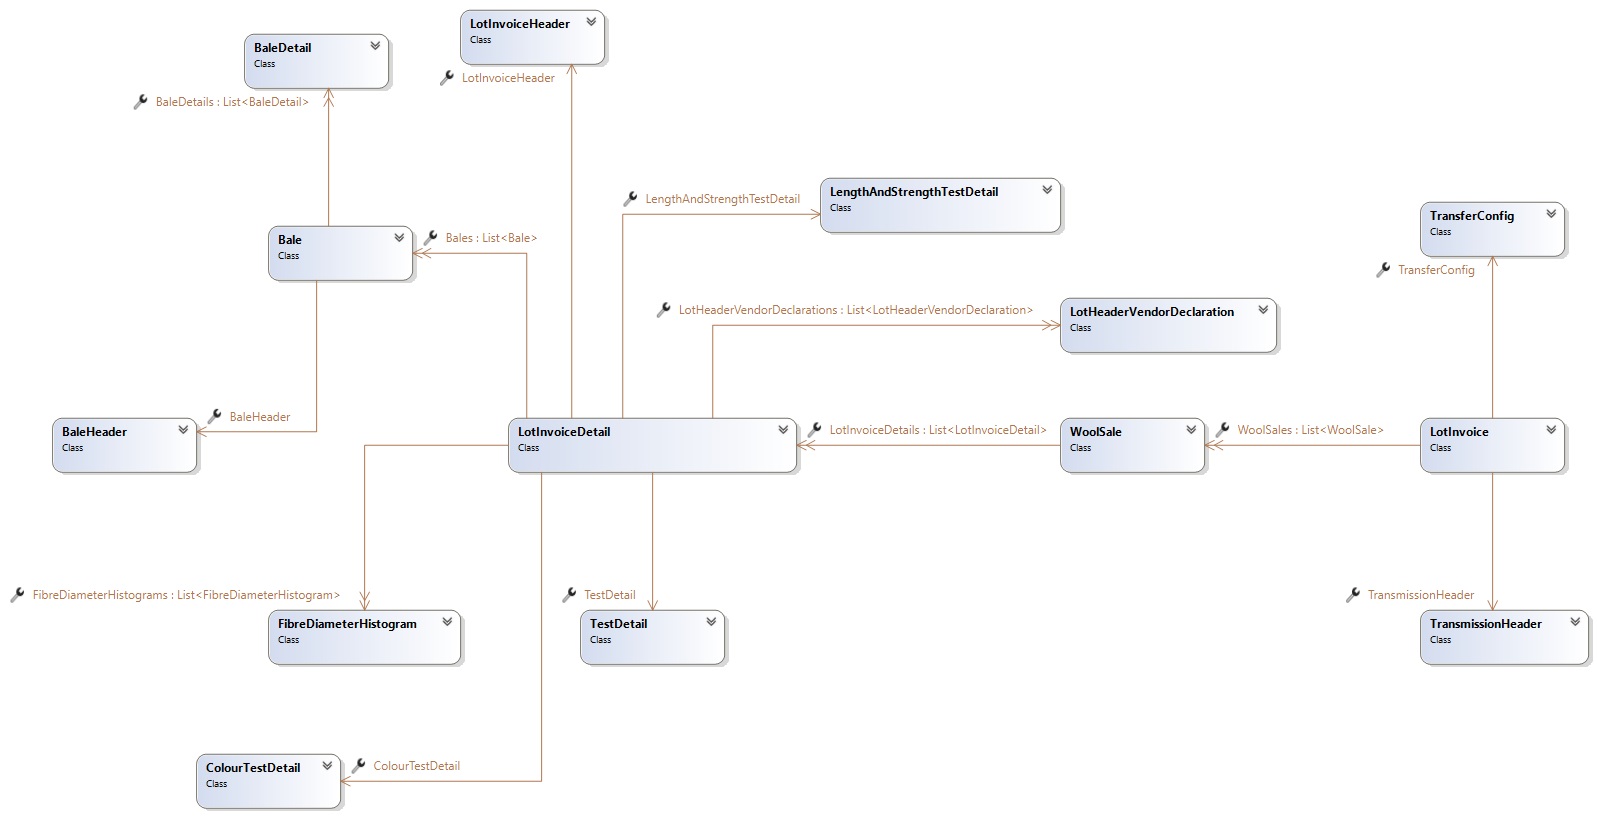 LotInvoiceHeader
Class
LotInvoiceHeader
BaleDetail
Class
BaleDetails : List<BaleDetail>
LengthAndStrengthTestDetail
LengthAndStrengthTestDetail
Class
TransferConfig
Class
TransferConfig
Bale
Class
Bales : List<Bale>
LotHeaderVendorDeclarations : List<LotHeaderVendorDeclaration>
LotHeaderVendorDeclaration
Class
BaleHeader
Class
BaleHeader
LotInvoiceDetail
Class
LotInvoiceDetails : List<LotInvoiceDetail>
WoolSale
Class
WoolSales : List<WoolSale>
LotInvoice
Class
FibreDiameterHistograms : List<FibreDiameterHistogram>
FibreDiameterHistogram
Class
TestDetail
TestDetail
Class
TransmissionHeader
TransmissionHeader
Class
ColourTestDetail
Class
ColourTestDetail